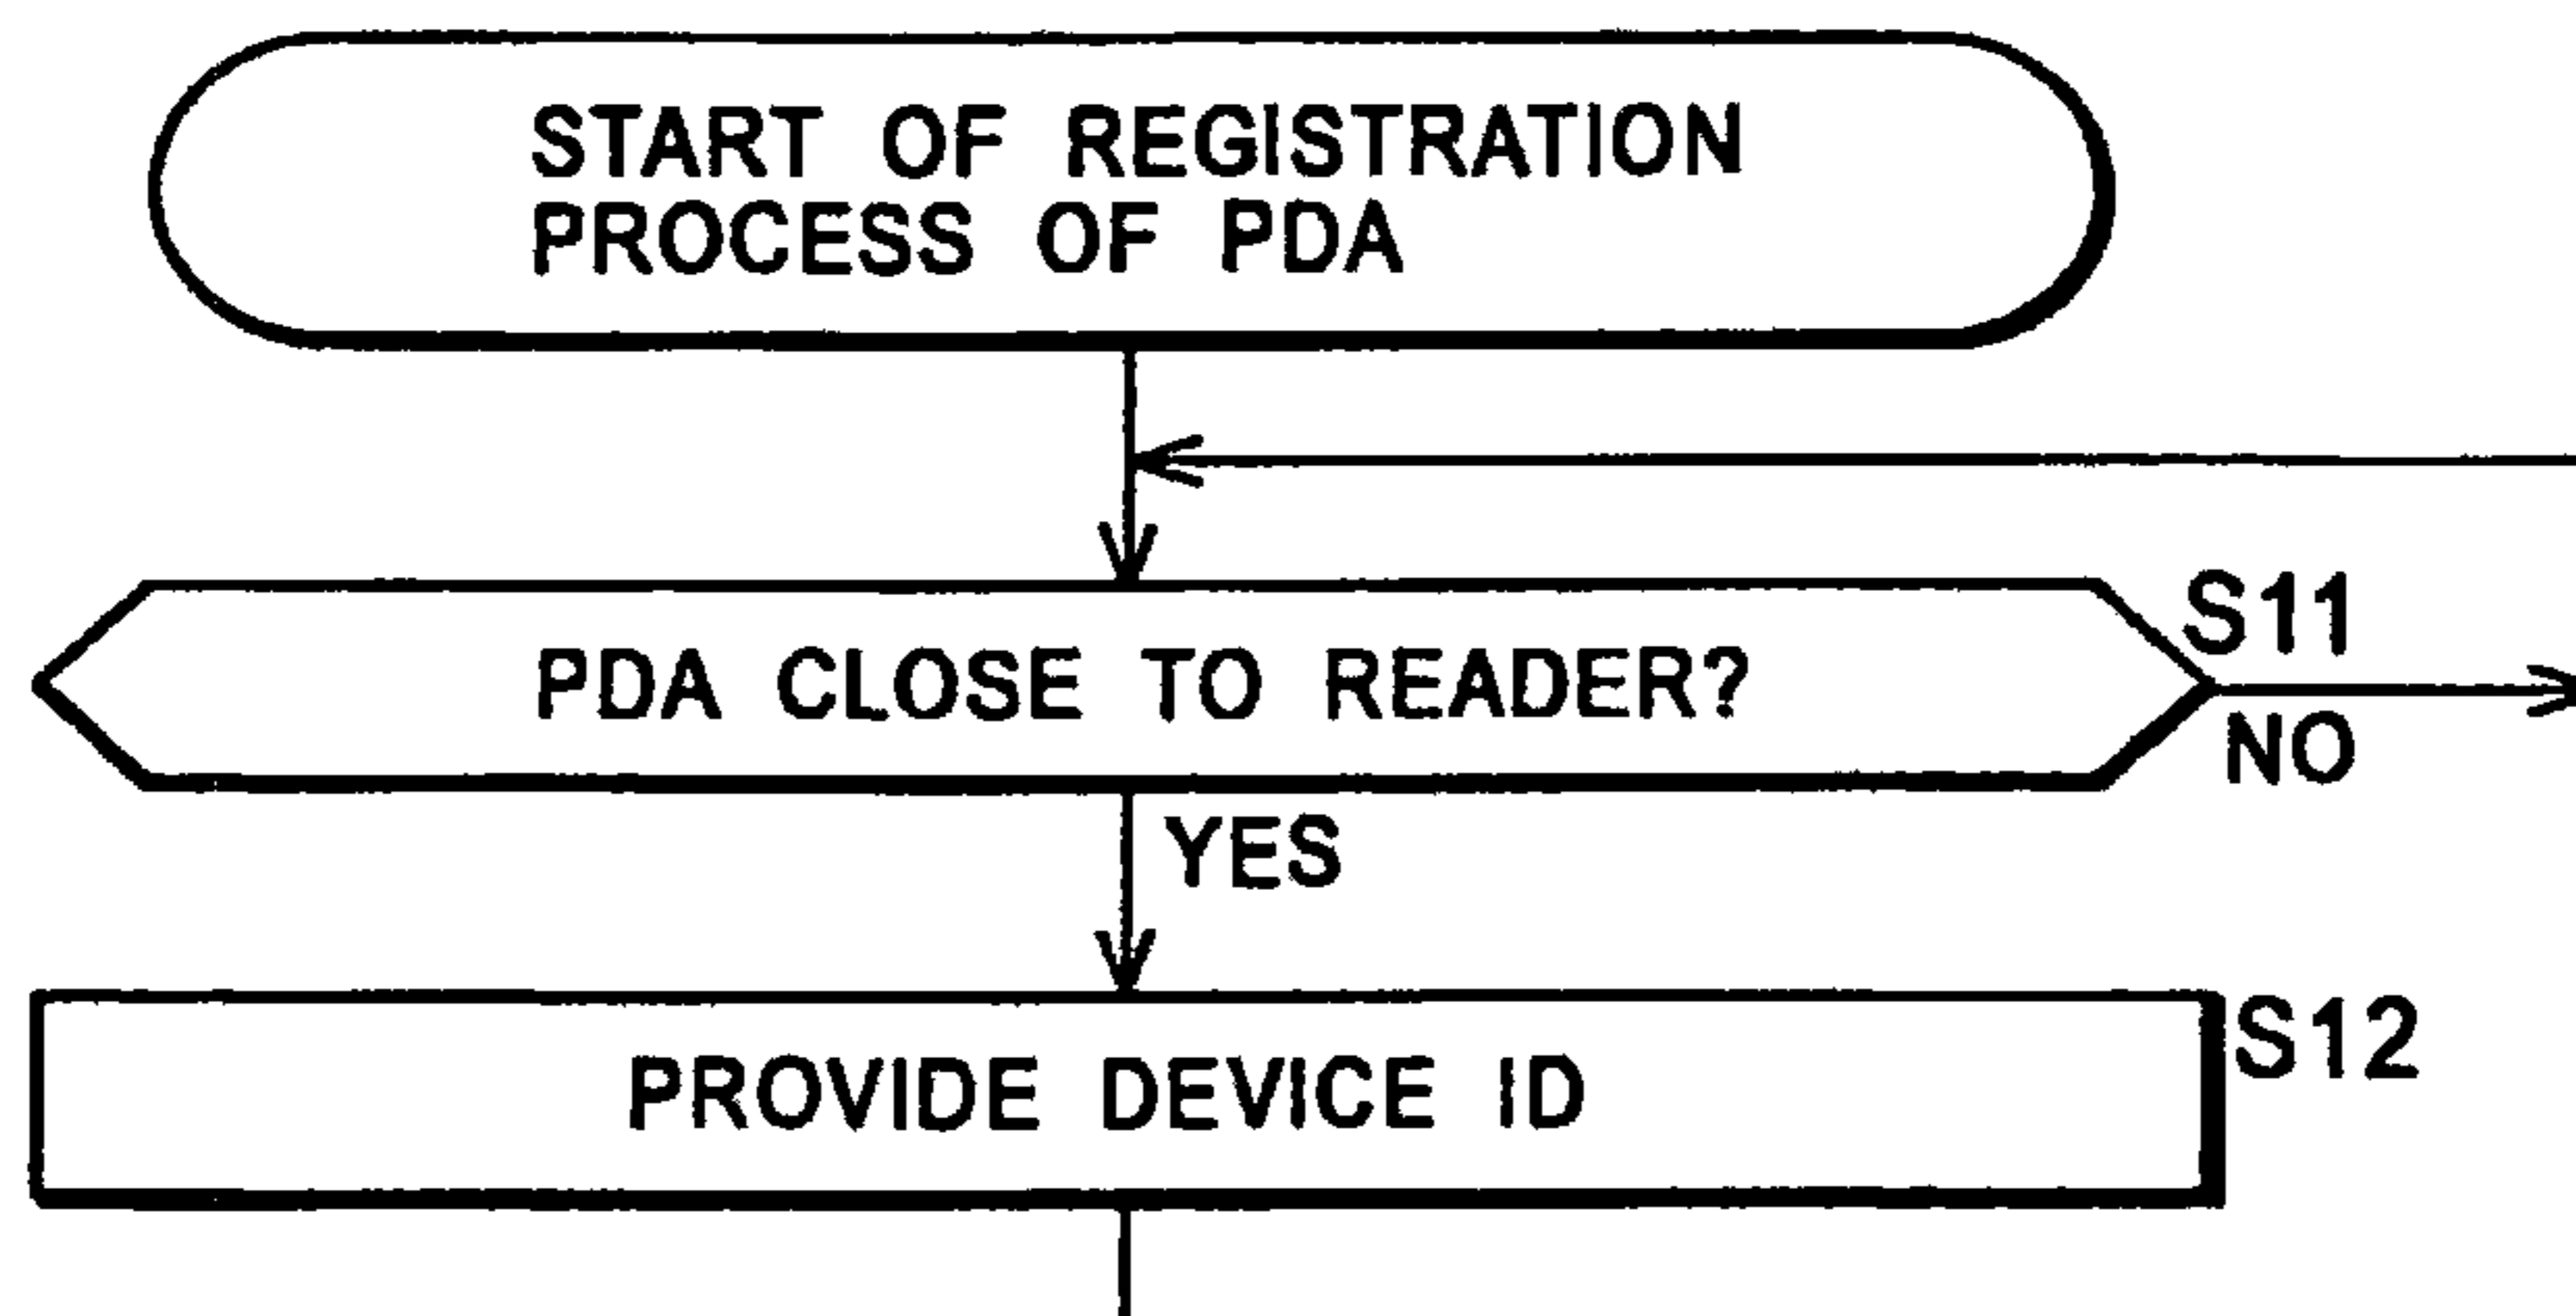 START OF REGISTRATION
PROCESS OF PDA
PDA CLOSE TO READER?
S11
NO
YES
PROVIDE DEVICE ID
S12